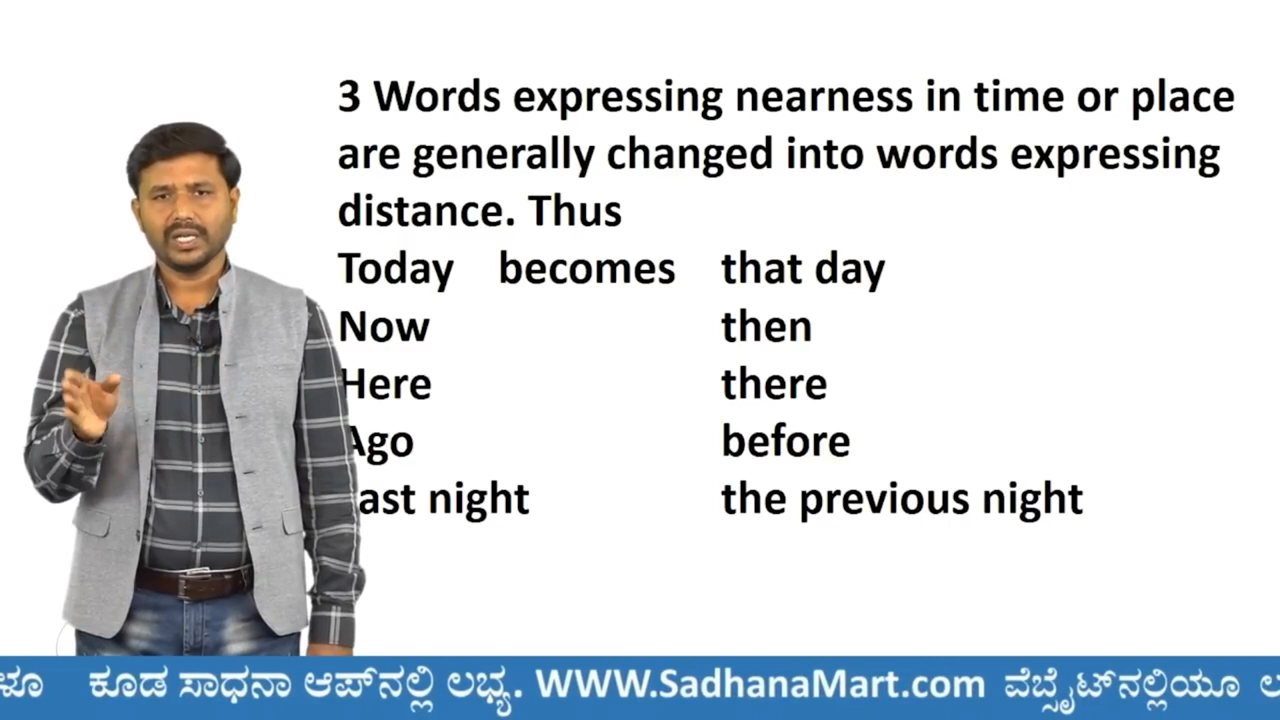 3 Words expressing nearness in time or place
are generally changed into words expressing
distance. Thus
Today becomes that day
Now then
Here there
Ago before
Last night the previous night
ಕೂಡ ಸಾಧನಾ ಆಪ್‌ನಲ್ಲಿ ಲಭ್ಯ. WWW.SadhanaMart.com ವೆಬ್ಸೈಟ್‌ನಲ್ಲಿಯೂ